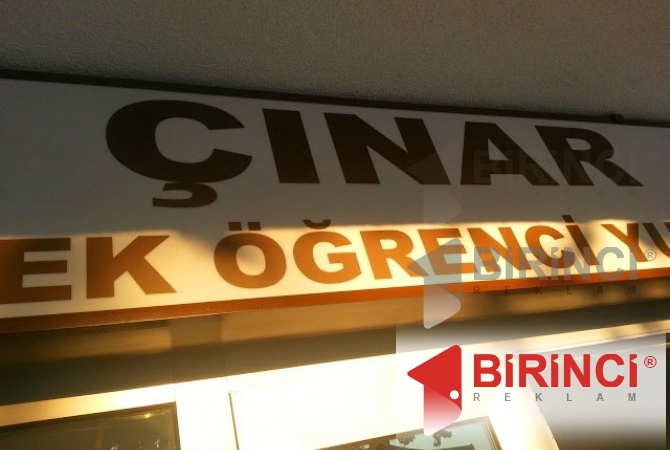 ÇINAR
EK ÖĞRENCİ YU
BİRİNCİ®
REKLAM
BİRİNCİ®
REKLAM